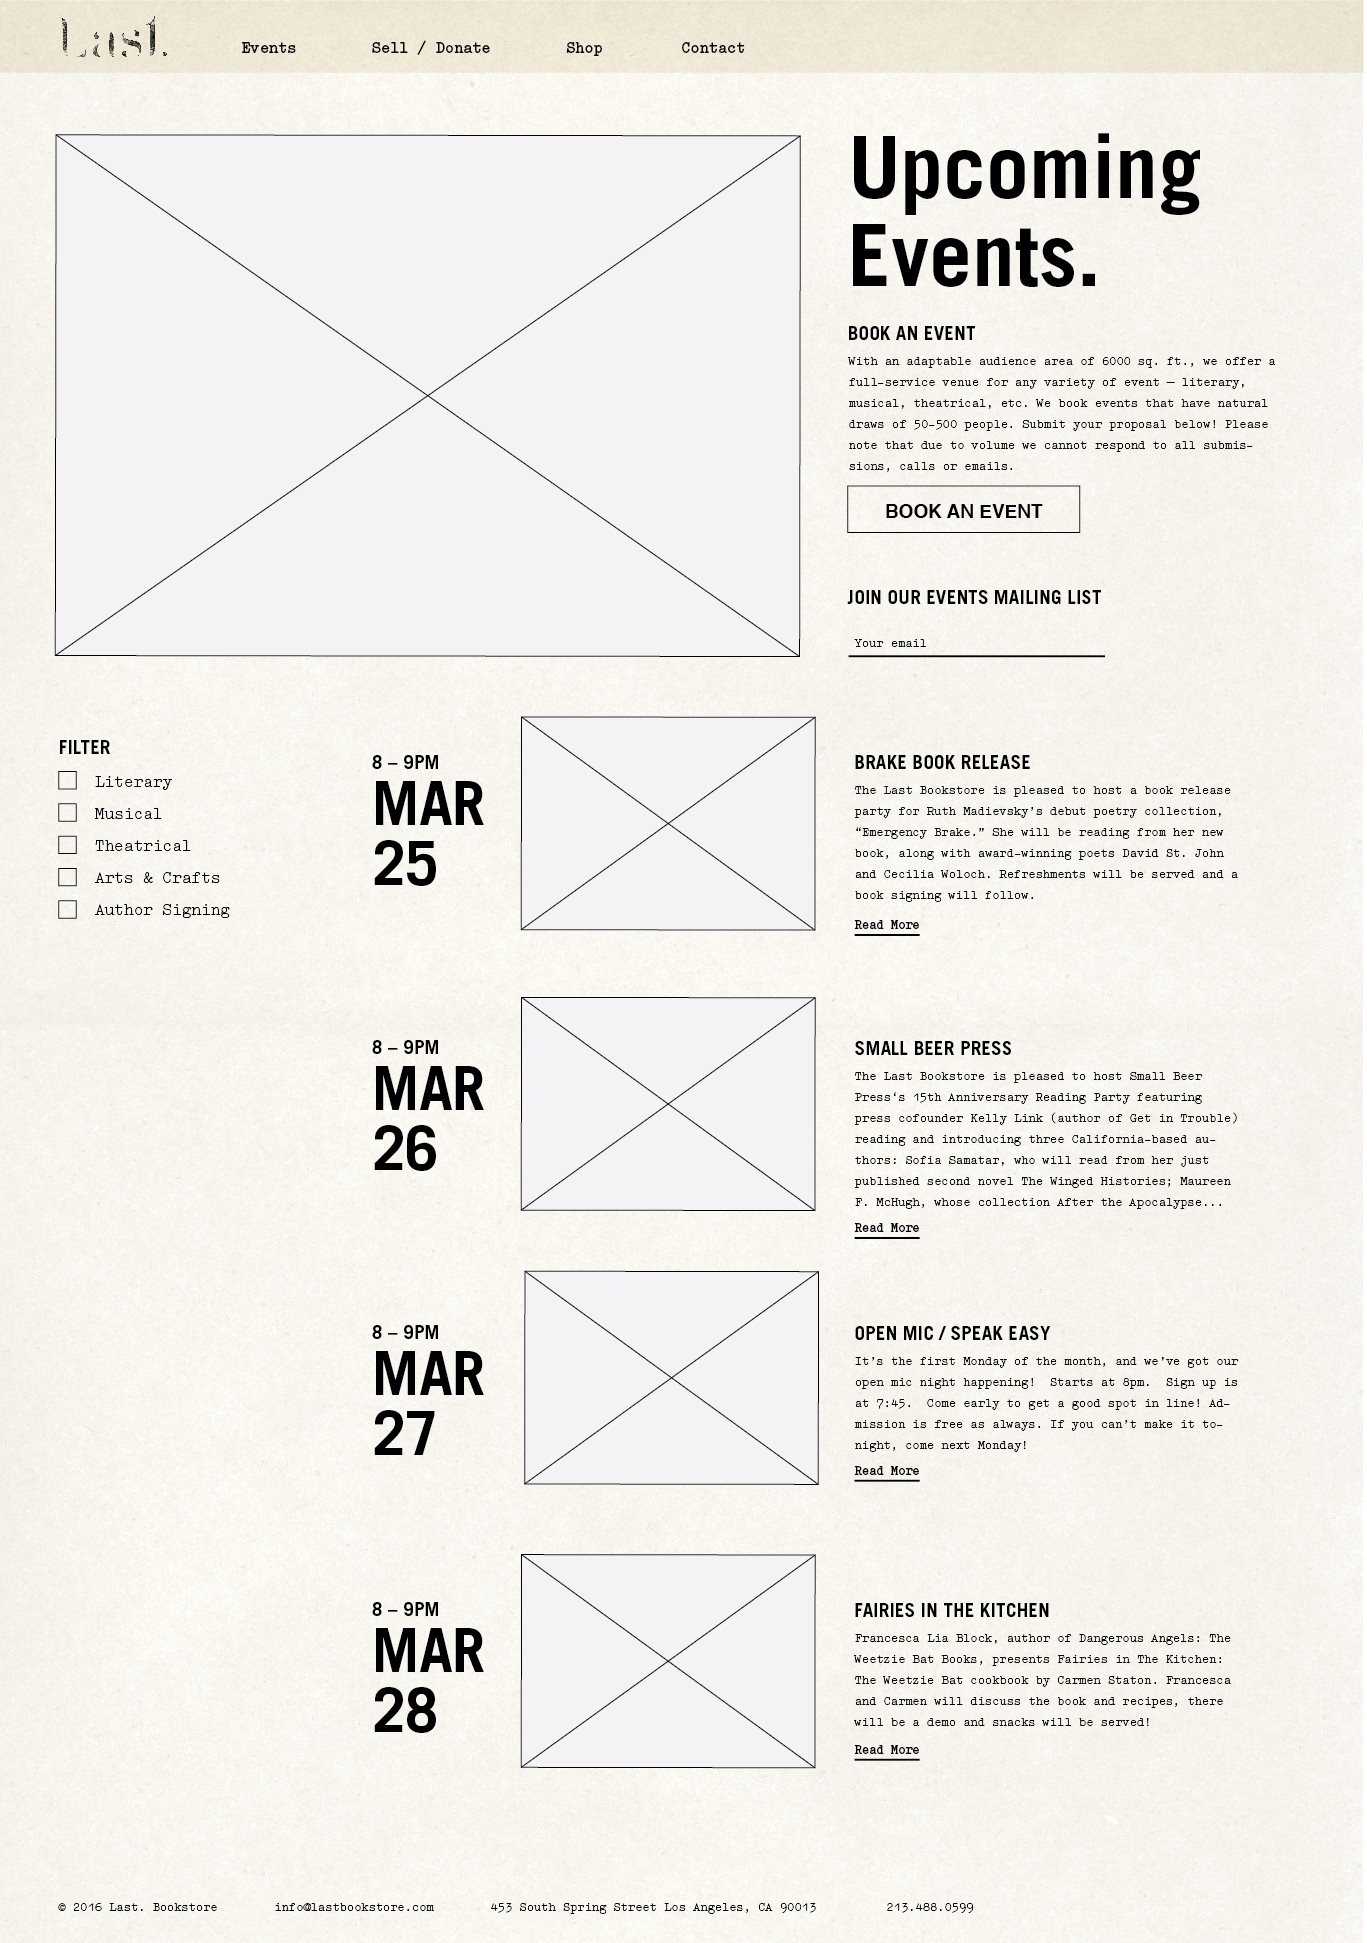 Last.
Events
Sell / Donate
Shop
Contact
Upcoming
Events.
BOOK AN EVENT
With an adaptable audience area of 6000 sq. ft., we offer a
full-service venue for any variety of event — literary,
musical, theatrical, etc. We book events that have natural
draws of 50-500 people. Submit your proposal below! Please
note that due to volume we cannot respond to all submis-
sions, calls or emails.
BOOK AN EVENT
JOIN OUR EVENTS MAILING LIST
Your email
FILTER
Literary
Musical
Theatrical
Arts & Crafts
Author Signing
8 – 9PM
MAR
25
BRAKE BOOK RELEASE
The Last Bookstore is pleased to host a book release
party for Ruth Madievsky’s debut poetry collection,
“Emergency Brake.” She will be reading from her new
book, along with award-winning poets David St. John
and Cecilia Woloch. Refreshments will be served and a
book signing will follow.
Read More
8 – 9PM
MAR
26
SMALL BEER PRESS
The Last Bookstore is pleased to host Small Beer
Press‘s 15th Anniversary Reading Party featuring
press cofounder Kelly Link (author of Get in Trouble)
reading and introducing three California-based au-
thors: Sofia Samatar, who will read from her just
published second novel The Winged Histories; Maureen
F. McHugh, whose collection After the Apocalypse...
Read More
8 – 9PM
MAR
27
OPEN MIC / SPEAK EASY
It’s the first Monday of the month, and we’ve got our
open mic night happening!  Starts at 8pm.  Sign up is
at 7:45.  Come early to get a good spot in line! Ad-
mission is free as always. If you can’t make it to-
night, come next Monday!
Read More
8 – 9PM
MAR
28
FAIRIES IN THE KITCHEN
Francesca Lia Block, author of Dangerous Angels: The
Weetzie Bat Books, presents Fairies in The Kitchen:
The Weetzie Bat cookbook by Carmen Staton. Francesca
and Carmen will discuss the book and recipes, there
will be a demo and snacks will be served!
Read More
© 2016 Last. Bookstore
info@lastbookstore.com
453 South Spring Street Los Angeles, CA 90013
213.488.0599